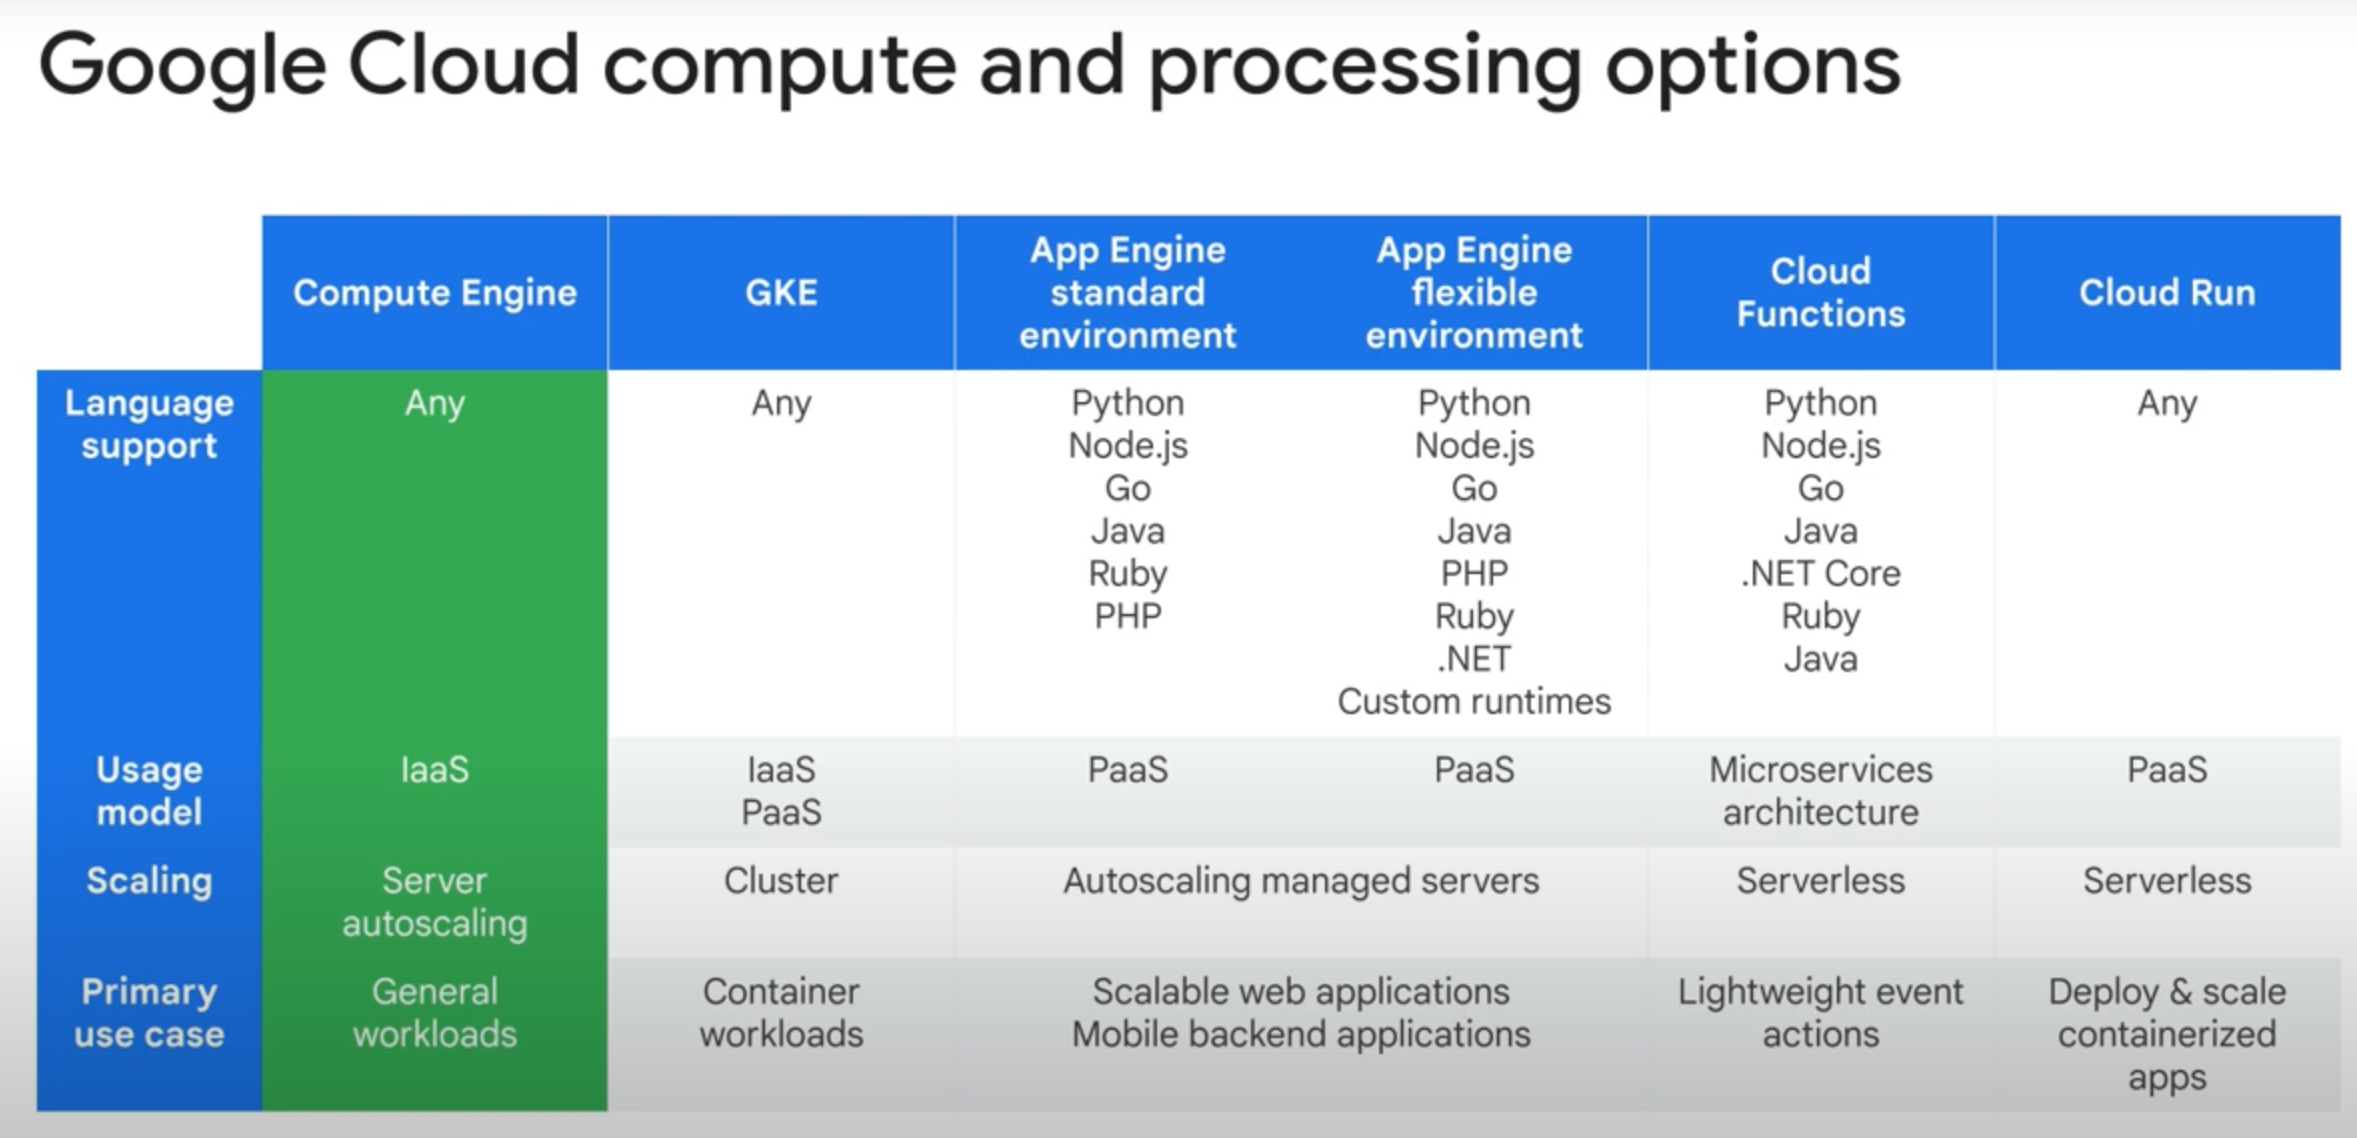 Google Cloud compute and processing options
Compute Engine
GKE
App Engine
standard
environment
App Engine
flexible
environment
Cloud
Functions
Cloud Run
Language
support
Any
Any
Python
Node.js
Go
Java
Ruby
PHP
Python
Node.js
Go
Java
PHP
Ruby
.NET
Custom runtimes
Python
Node.js
Go
Java
.NET Core
Ruby
Java
Any
Usage
model
IaaS
IaaS
PaaS
PaaS
PaaS
Microservices
architecture
PaaS
Scaling
Server
autoscaling
Cluster
Autoscaling managed servers
Serverless
Serverless
Primary
use case
General
workloads
Container
workloads
Scalable web applications
Mobile backend applications
Lightweight event
actions
Deploy & scale
containerized
apps